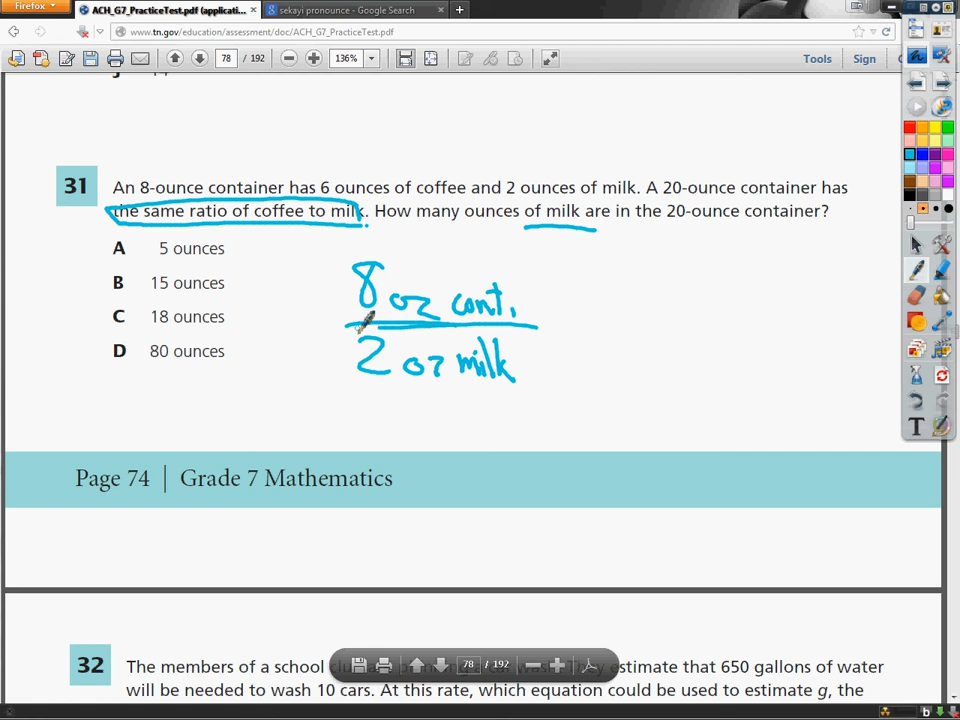 Firefox
ACH_G7_PracticeTest.pdf (applicati...
sekayi pronounce - Google Search
www.tn.gov/education/assessment/doc/ACH_G7_PracticeTest.pdf
78 / 192
136%
Tools
Sign
31 An 8-ounce container has 6 ounces of coffee and 2 ounces of milk. A 20-ounce container has
the same ratio of coffee to milk. How many ounces of milk are in the 20-ounce container?
A 5 ounces
B 15 ounces
C 18 ounces
D 80 ounces
8 oz cont.
2 oz milk
Page 74 | Grade 7 Mathematics
32 The members of a school estimate that 650 gallons of water
78 / 192
will be needed to wash 10 cars. At this rate, which equation could be used to estimate g, the